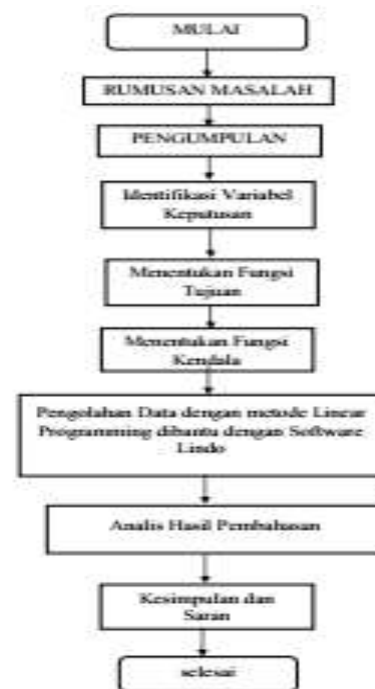 MULAI
RUMUSAN MASALAH
PENGUMPULAN
Identifikasi Variabel
Keputusan
Menentukan Fungsi
Tujuan
Menentukan Fungsi
Kendala
Pengolahan Data dengan metode Linear
Programming dibantu dengan Software
Lindo
Analis Hasil Pembahasan
Kesimpulan dan
Saran
selesai